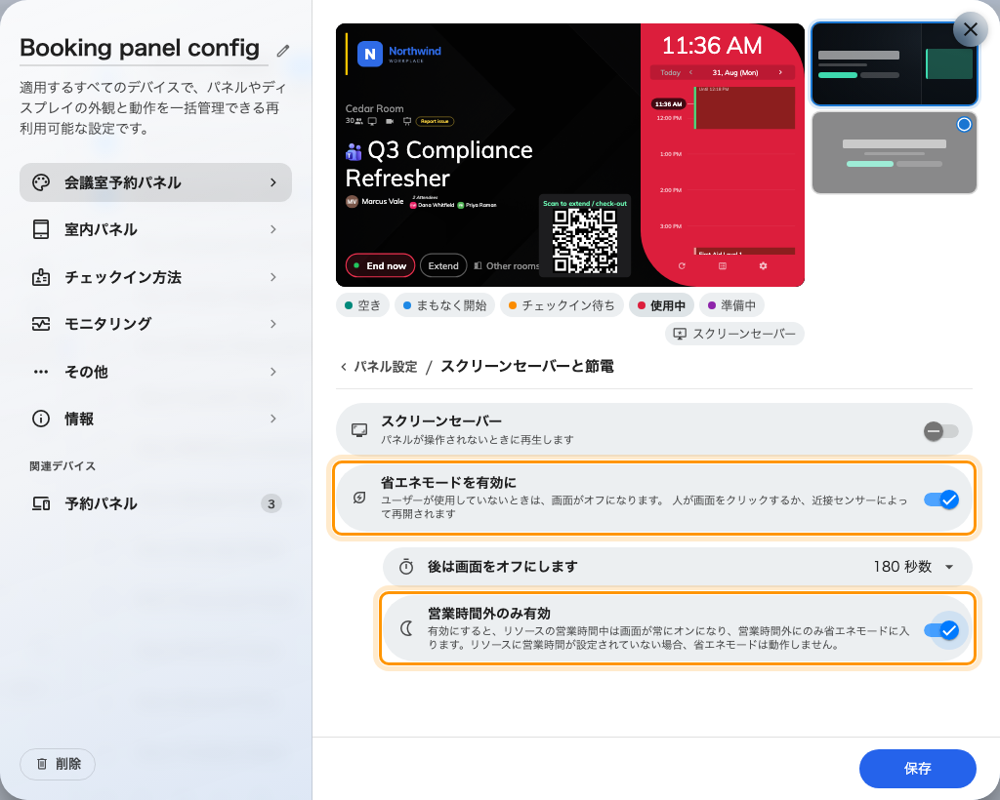 Booking panel config
適用するすべてのデバイスで、パネルやディ
スプレイの外観と動作を一括管理できる再
利用可能な設定です。
会議室予約パネル
室内パネル
チェックイン方法
モニタリング
その他
情報
関連デバイス
予約パネル
3
削除
N
Northwind
WORKPLACE
Cedar Room
30
Report issue
Q3 Compliance
Refresher
MV
Marcus Vale
2 Attendees
Dana Whitfield
Priya Raman
End now
Extend
Other rooms
Scan to extend / check-out
11:36 AM
Today
31, Aug (Mon)
Until 12:18 PM
11:36 AM
12:00 PM
1:00 PM
2:00 PM
3:00 PM
First Aid Level 1
空き
まもなく開始
チェックイン待ち
使用中
準備中
スクリーンセーバー
パネル設定 / スクリーンセーバーと節電
スクリーンセーバー
パネルが操作されないときに再生します
省エネモードを有効に
ユーザーが使用していないときは、画面がオフになります。 人が画面をクリックするか、近接センサーによっ
て再開されます
後は画面をオフにします
180 秒数
営業時間外のみ有効
有効にすると、リソースの営業時間中は画面が常にオンになり、営業時間外にのみ省エネモードに入
ります。リソースに営業時間が設定されていない場合、省エネモードは動作しません。
保存